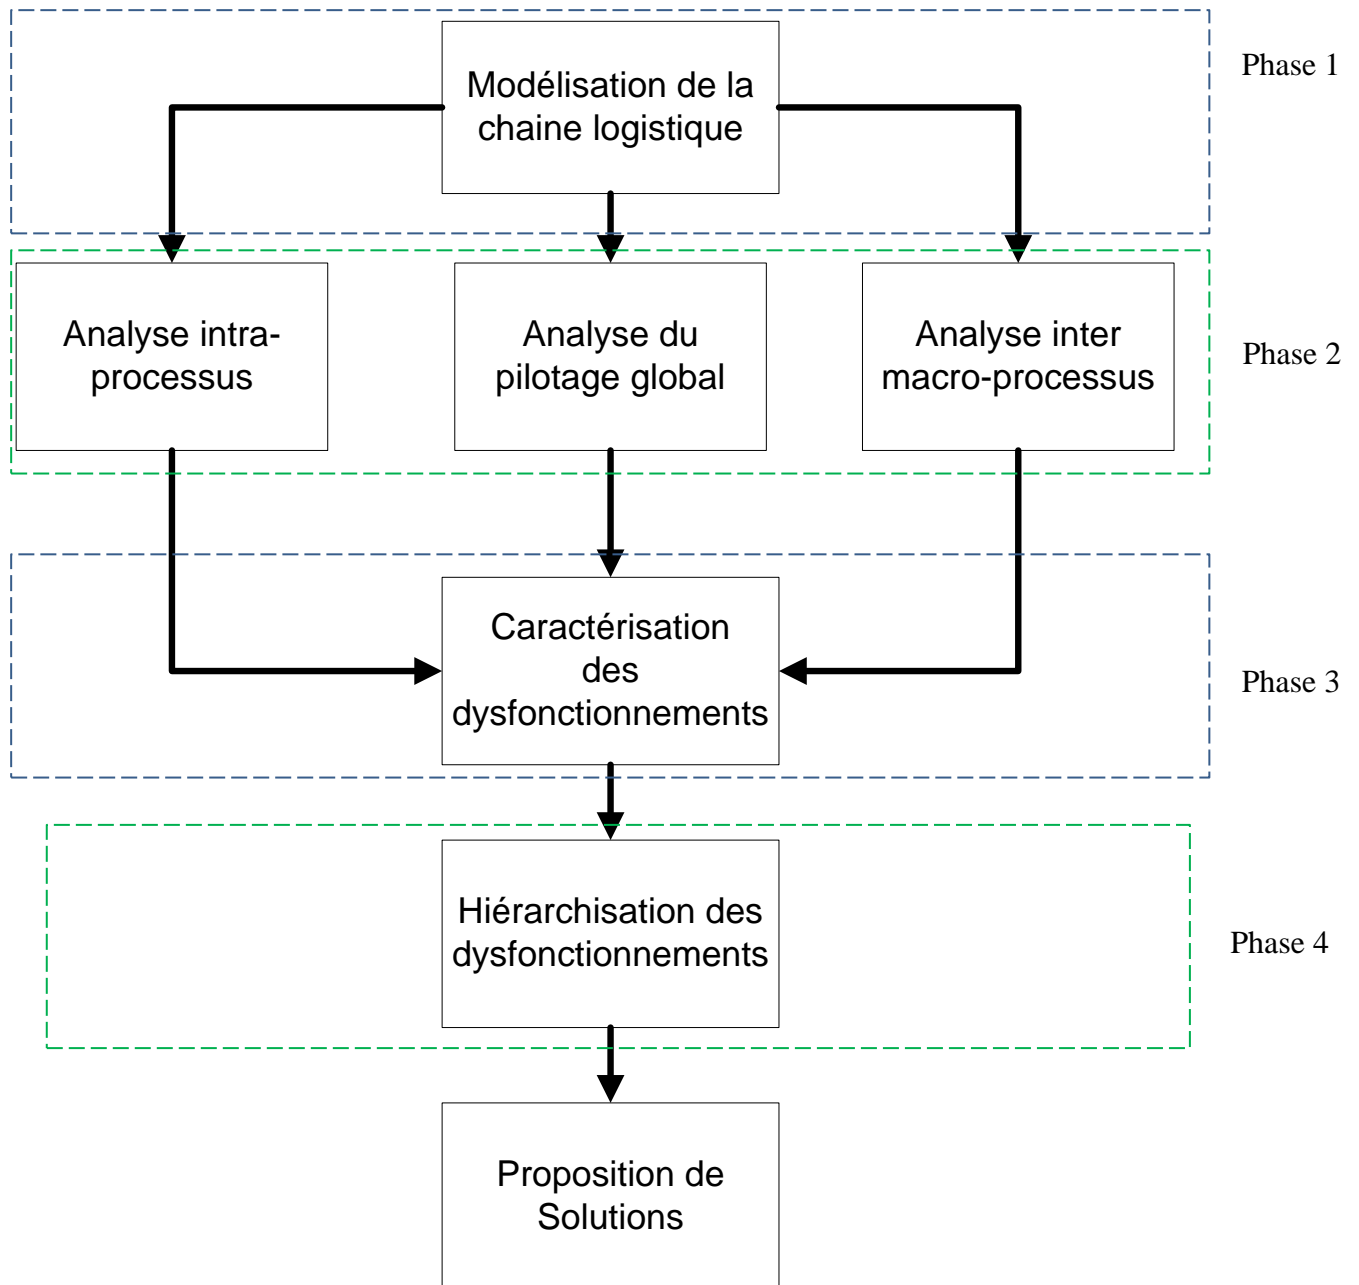 Modélisation de la
chaine logistique
Phase 1
Analyse intra-
processus
Analyse du
pilotage global
Analyse inter
macro-processus
Phase 2
Caractérisation
des
dysfonctionnements
Phase 3
Hiérarchisation des
dysfonctionnements
Phase 4
Proposition de
Solutions